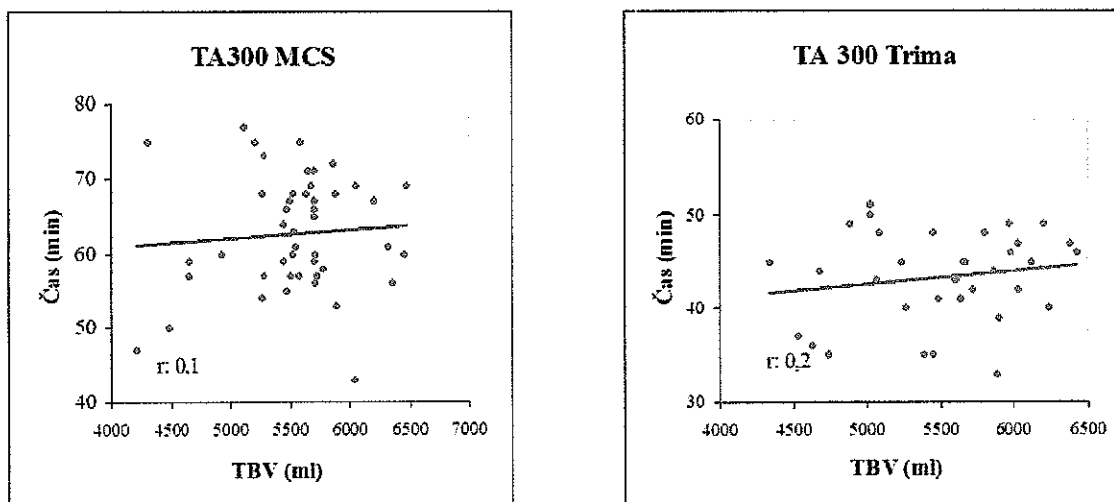 TA300 MCS
80
70
60
50
40
Čas (min)
r: 0.1
4000 4500 5000 5500 6000 6500 7000
TBV (ml)
TA 300 Trima
60
50
40
30
Čas (min)
r: 0.2
4000 4500 5000 5500 6000 6500
TBV (ml)